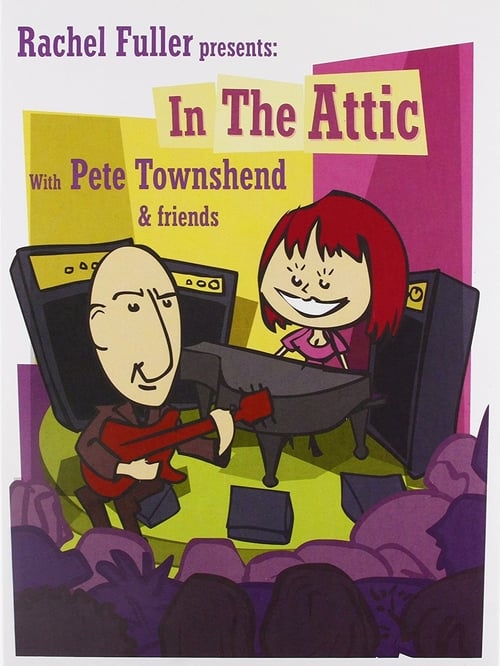 Rachel Fuller presents:
In The Attic
With Pete Townshend
& friends